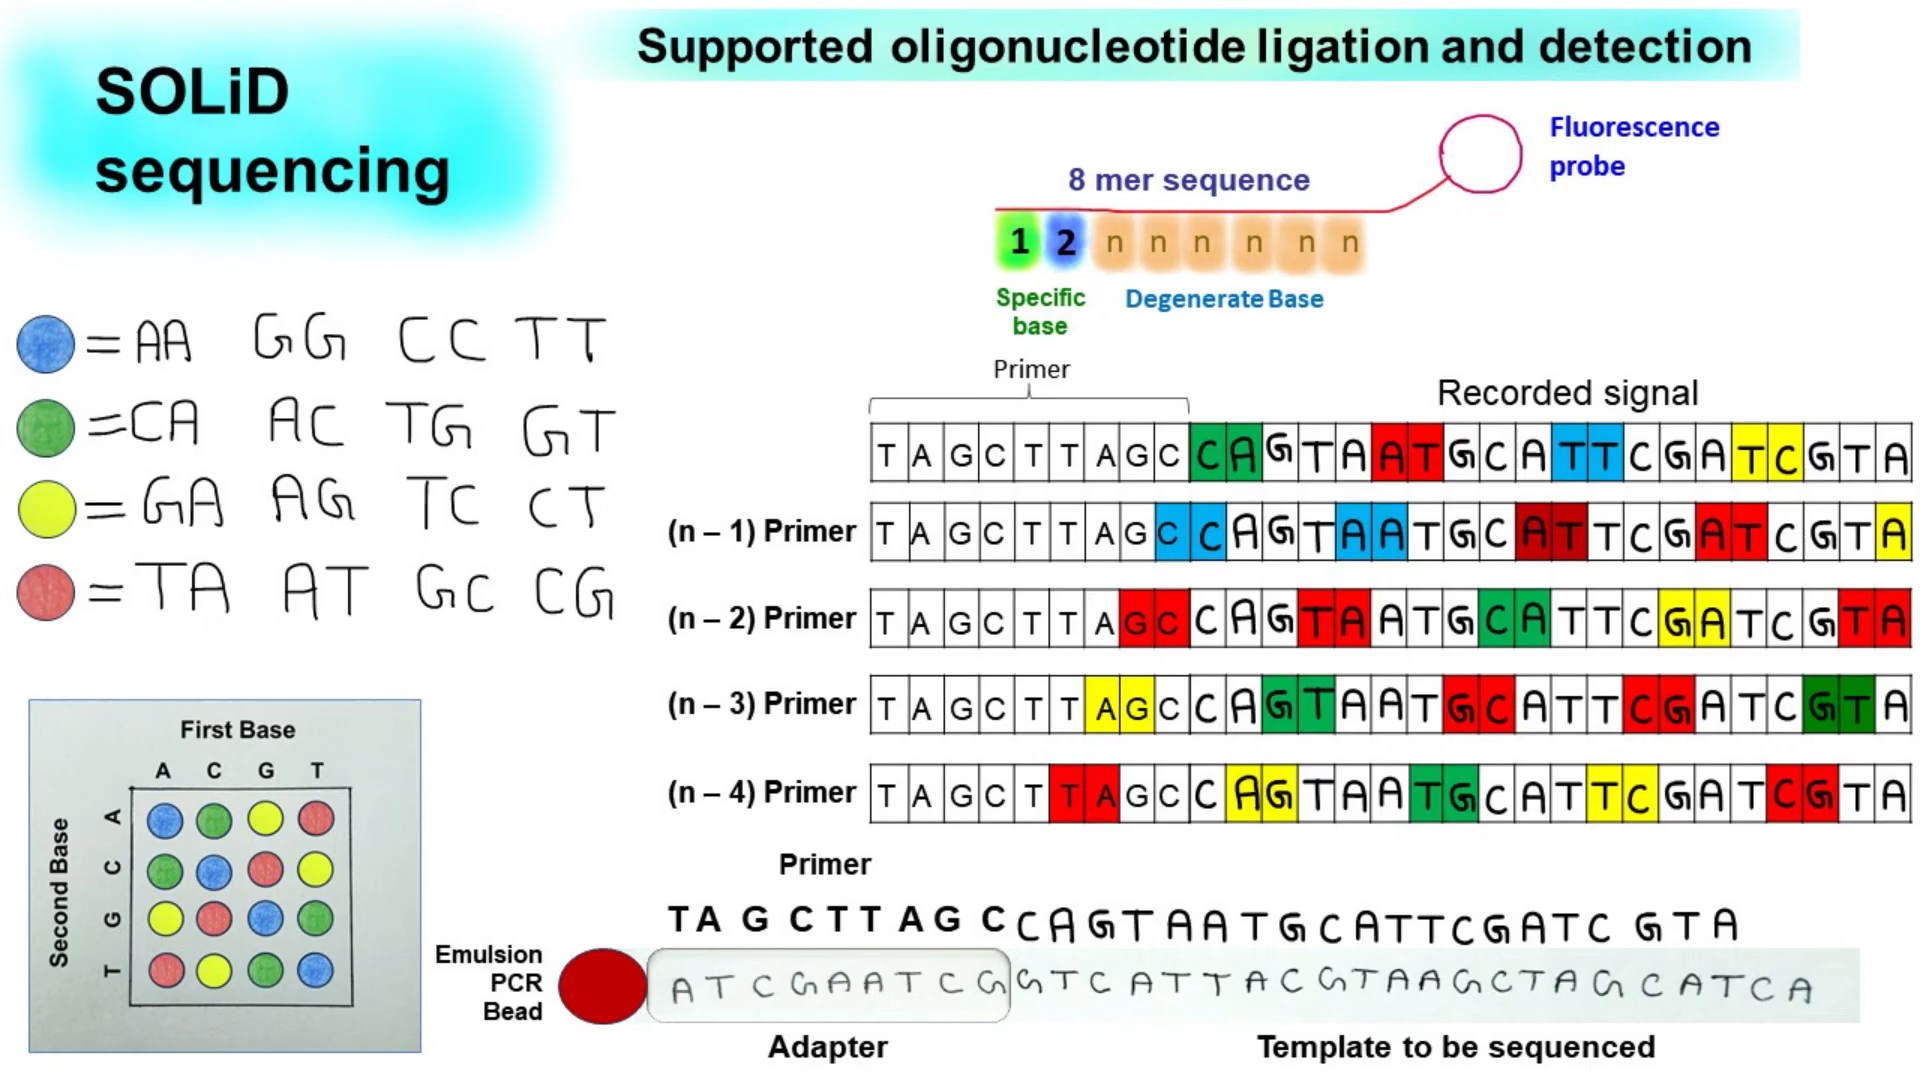 SOLiD
sequencing
Supported oligonucleotide ligation and detection
Fluorescence
probe
8 mer sequence
1 2 n n n n n n
Specific
base
Degenerate Base
= AA GG CC TT
= CA AC TG GT
= GA AG TC CT
= TA AT GC CG
Primer
Recorded signal
T A G C T T A G C C A G T A A T G C A T T C G A T C G T A
(n – 1) Primer T A G C T T A G C C A G T A A T G C A T T C G A T C G T A
(n – 2) Primer T A G C T T A G C C A G T A A T G C A T T C G A T C G T A
(n – 3) Primer T A G C T T A G C C A G T A A T G C A T T C G A T C G T A
(n – 4) Primer T A G C T T A G C C A G T A A T G C A T T C G A T C G T A
First Base
A C G T
Second Base
A
C
G
T
Primer
T A G C T T A G C C A G T A A T G C A T T C G A T C G T A
Emulsion
PCR
Bead
A T C G A A T C G G T C A T T A C G T A A G C T A G C A T C A
Adapter
Template to be sequenced